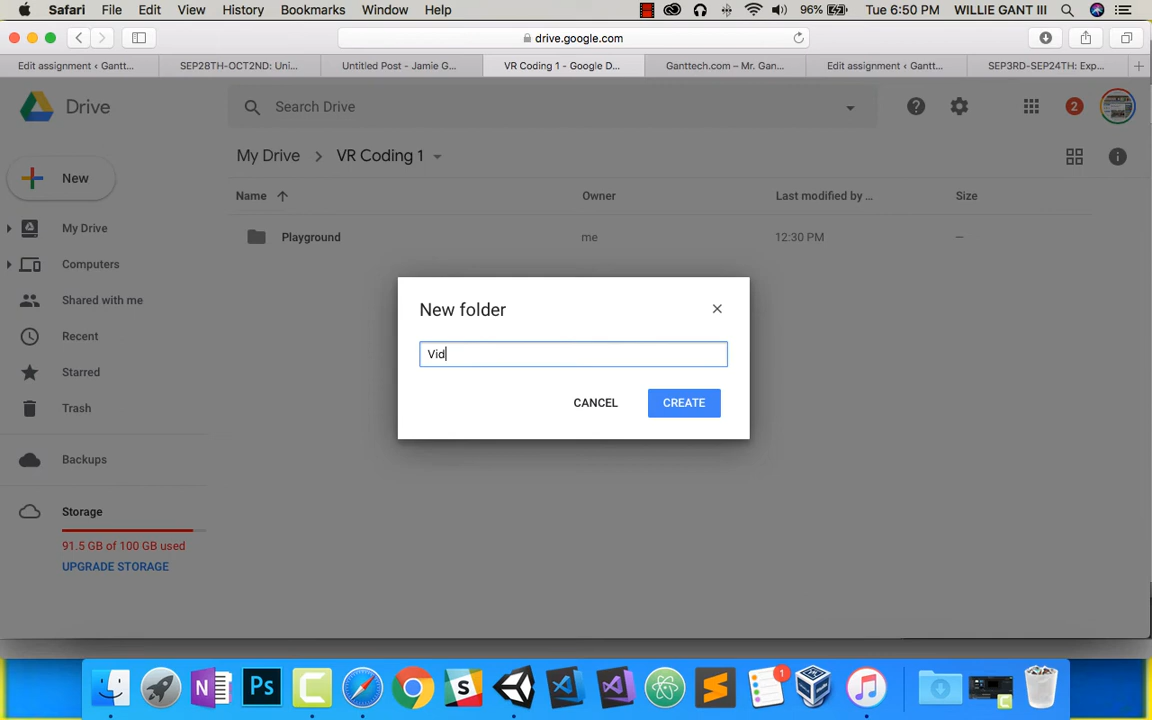 Safari File Edit View History Bookmarks Window Help 96% Tue 6:50 PM WILLIE GANT III
drive.google.com
Edit assignment ‹ Gantt... SEP28TH-OCT2ND: Uni... Untitled Post - Jamie G... VR Coding 1 - Google D... Ganttech.com – Mr. Gan... Edit assignment ‹ Gantt... SEP3RD-SEP24TH: Exp... +
Drive Search Drive 2
My Drive > VR Coding 1
New
Name Owner Last modified by ... Size
Playground me 12:30 PM —
My Drive
Computers
Shared with me
Recent
Starred
Trash
Backups
Storage
91.5 GB of 100 GB used
UPGRADE STORAGE
New folder
Vid
CANCEL CREATE
N Ps C S 1